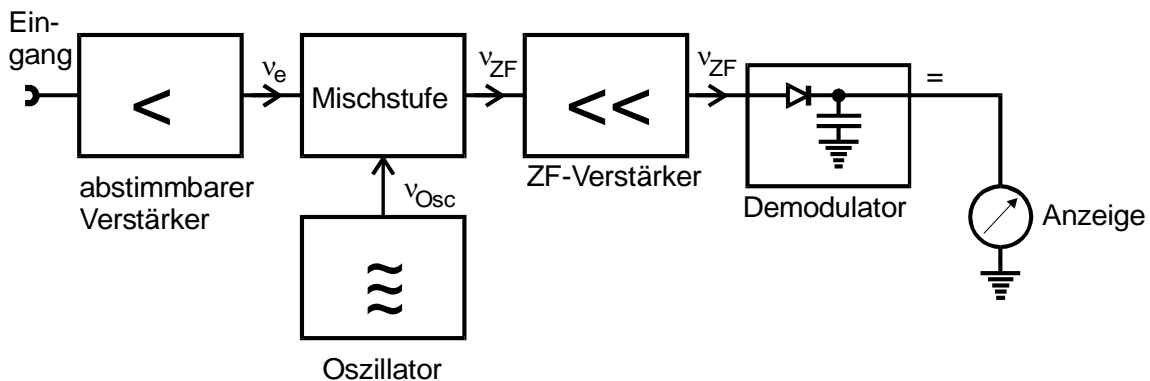 Ein-
gang
<
abstimmbarer
Verstärker
νe
Mischstufe
νOsc
Oszillator
νZF
<<
ZF-Verstärker
νZF
Demodulator
=
Anzeige